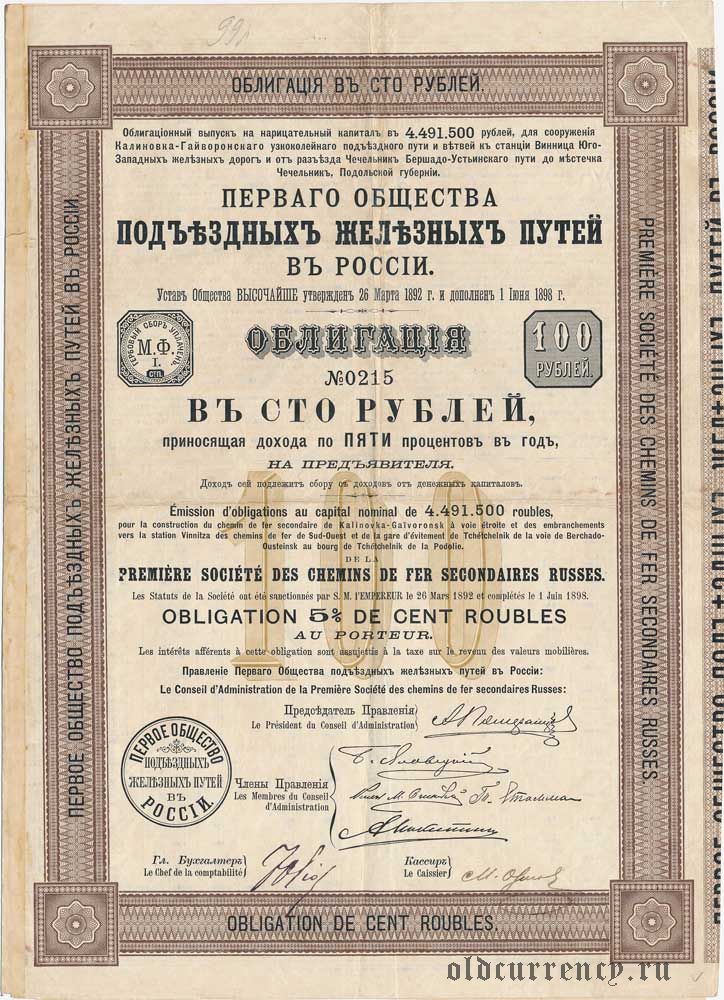 99
ОБЛИГАЦІЯ ВЪ СТО РУБЛЕЙ.
Облигаціонный выпускъ на нарицательный капиталъ въ 4.491.500 рублей, для сооруженія
Калиновка-Гайворонскаго узкоколейнаго подъѣзднаго пути и вѣтвей къ станціи Винница Юго-
Западныхъ желѣзныхъ дорогъ и отъ разъѣзда Чечельникъ Бершадо-Устьинскаго пути до мѣстечка
Чечельникъ, Подольской губерніи.
ПЕРВАГО ОБЩЕСТВА
ПОДЪѢЗДНЫХЪ ЖЕЛѢЗНЫХЪ ПУТЕЙ
ВЪ РОССІИ.
Уставъ Общества ВЫСОЧАЙШЕ утвержденъ 26 Марта 1892 г. и дополненъ 1 Іюня 1898 г.
ГЕРБОВЫЙ СБОРЪ УПЛАЧЕНЪ.
М.Ф.
I.
СТП.
ОБЛИГАЦІЯ
100
РУБЛЕЙ.
№0215
ВЪ СТО РУБЛЕЙ,
приносящая дохода по ПЯТИ процентовъ въ годъ,
НА ПРЕДЪЯВИТЕЛЯ.
Доходъ сей подлежитъ сбору съ доходовъ отъ денежныхъ капиталовъ.
100
Émission d'obligations au capital nominal de 4.491.500 roubles,
pour la construction du chemin de fer secondaire de Kalinovka-Gaïvoronsk à voie étroite et des embranchements
vers la station Vinnitza des chemins de fer de Sud-Ouest et de la gare d'évitement de Tchétchelnik de la voie de Berchado-
Ousteinsk au bourg de Tchétchelnik de la Podolie.
DE LA
PREMIÈRE SOCIÉTÉ DES CHEMINS DE FER SECONDAIRES RUSSES.
Les Statuts de la Société ont été sanctionnés par S. M. l'EMPEREUR le 26 Mars 1892 et complétés le 1 Juin 1898.
OBLIGATION 5% DE CENT ROUBLES
AU PORTEUR.
Les intérêts afférents à cette obligation sont assujetis à la taxe sur le revenu des valeurs mobilières.
Правленіе Перваго Общества подъѣздныхъ желѣзныхъ путей въ Россіи:
Le Conseil d'Administration de la Première Société des chemins de fer secondaires Russes:
Предсѣдатель Правленія
Le Président du Conseil d'Administration
ПЕРВОЕ ОБЩЕСТВО
ПОДЪѢЗДНЫХЪ
ЖЕЛѢЗНЫХЪ ПУТЕЙ
ВЪ
РОССІИ.
Члены Правленія
Les Membres du Conseil
d'Administration
Гл. Бухгалтеръ
Le Chef de la comptabilité
Кассиръ
Le Caissier
OBLIGATION DE CENT ROUBLES.
ПЕРВОЕ ОБЩЕСТВО ПОДЪѢЗДНЫХЪ ЖЕЛѢЗНЫХЪ ПУТЕЙ ВЪ РОССІИ
PREMIÈRE SOCIÉTÉ DES CHEMINS DE FER SECONDAIRES RUSSES.
oldcurrency.ru